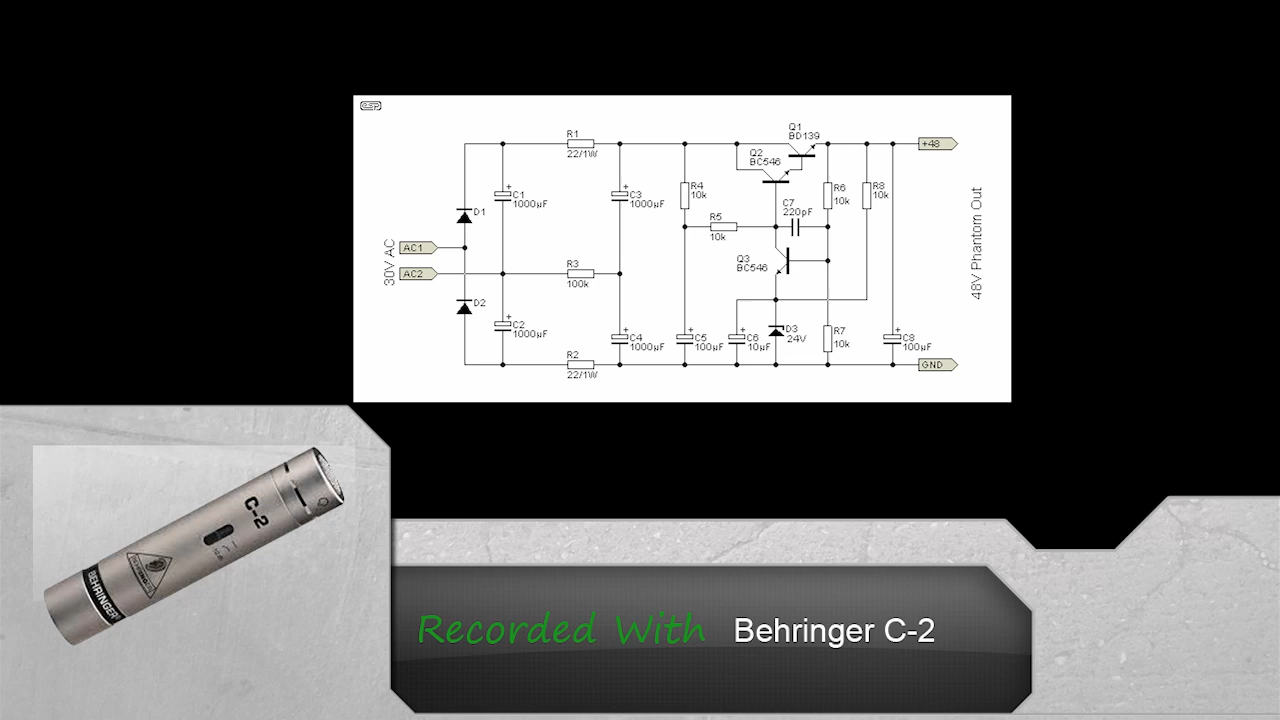 ESP
R1
22/1W
Q1
BD139
Q2
BC546
+48
C1
1000µF
C3
1000µF
R4
10k
R6
10k
R8
10k
D1
C7
220pF
R5
10k
30V AC
AC1
AC2
R3
100k
Q3
BC546
48V Phantom Out
D2
C2
1000µF
C4
1000µF
C5
100µF
C6
10µF
D3
24V
R7
10k
C8
100µF
R2
22/1W
GND
C-2
BEHRINGER
Recorded With Behringer C-2